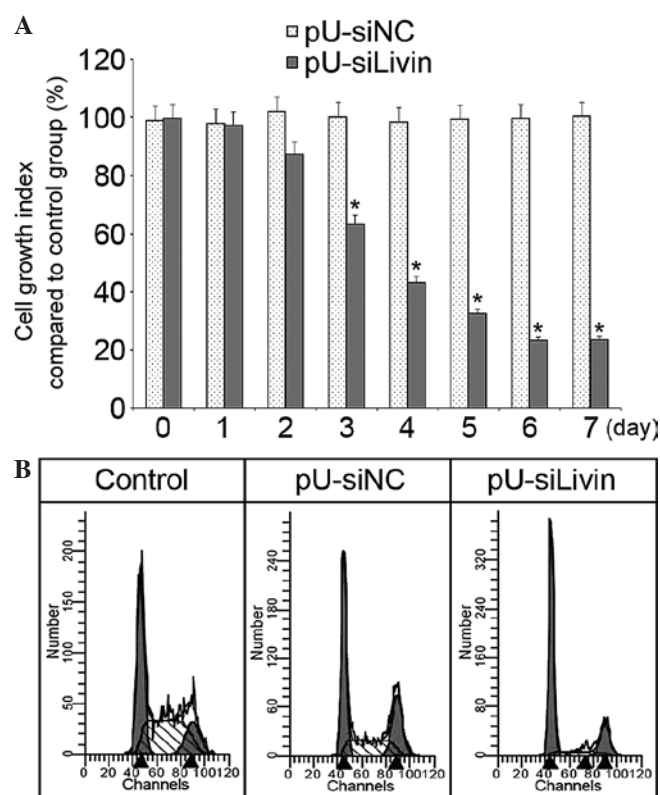 A
pU-siNC
pU-siLivin
Cell growth index
compared to control group (%)
120
100
80
60
40
20
0
*
*
*
*
*
0 1 2 3 4 5 6 7 (day)
B
Control pU-siNC pU-siLivin
Number
200
150
100
50
0
0 20 40 60 80 100 120
Channels
Number
240
160
80
0
0 20 40 60 80 100 120
Channels
Number
320
240
160
80
0
0 20 40 60 80 100 120
Channels